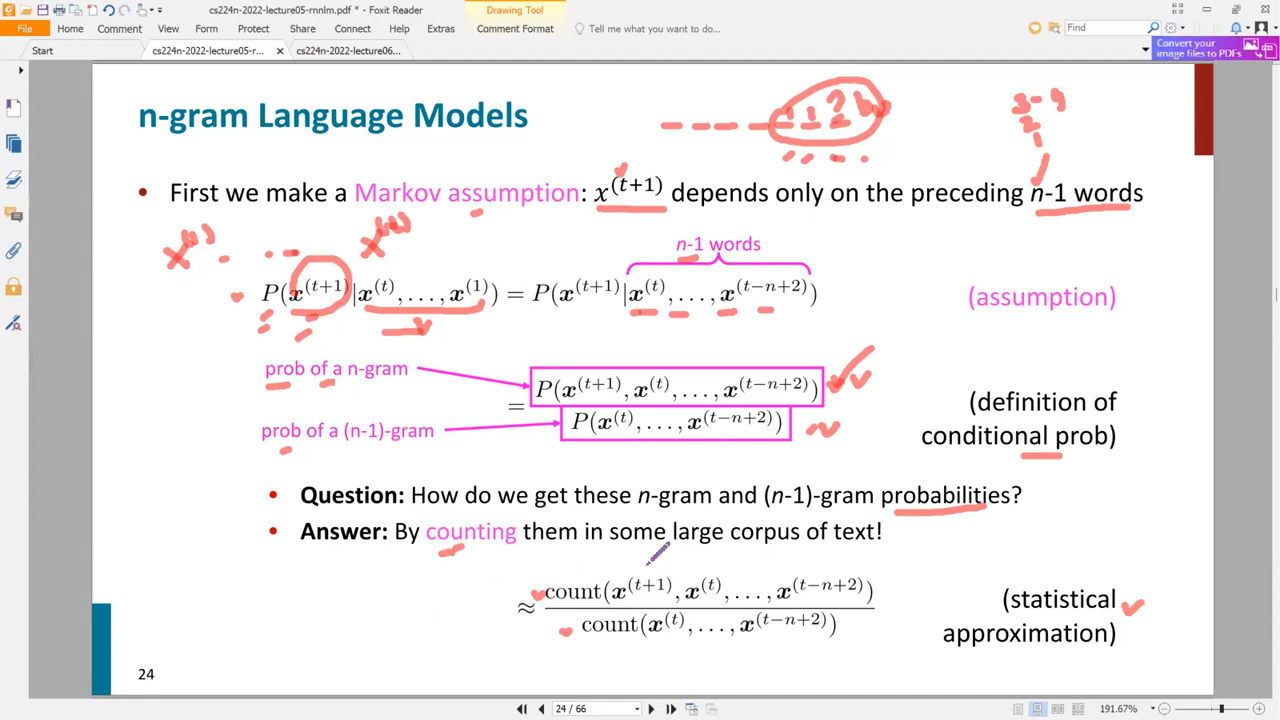 cs224n-2022-lecture05-rnnlm.pdf * - Foxit Reader
Drawing Tool
File Home Comment View Form Protect Share Connect Help Extras Comment Format Tell me what you want to do... Find
Start cs224n-2022-lecture05-r... cs224n-2022-lecture06...
Convert your
image files to PDFs
n-gram Language Models
3-4
• First we make a Markov assumption: x^(t+1) depends only on the preceding n-1 words
n-1 words
P(x^(t+1)|x^(t), . . . , x^(1)) = P(x^(t+1)|x^(t), . . . , x^(t−n+2))
(assumption)
prob of a n-gram
P(x^(t+1), x^(t), . . . , x^(t−n+2))
=
prob of a (n-1)-gram
P(x^(t), . . . , x^(t−n+2))
(definition of
conditional prob)
• Question: How do we get these n-gram and (n-1)-gram probabilities?
• Answer: By counting them in some large corpus of text!
≈ count(x^(t+1), x^(t), . . . , x^(t−n+2))
count(x^(t), . . . , x^(t−n+2))
(statistical
approximation)
24
24 / 66
191.67%